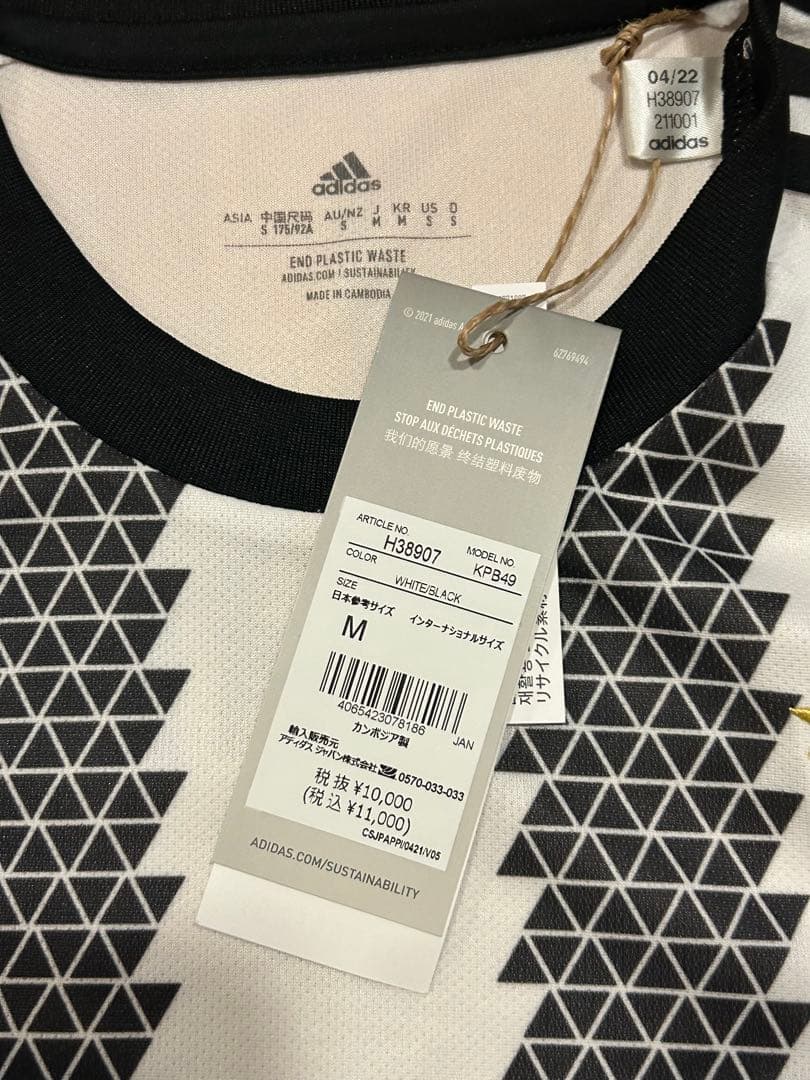 04/22
H38907
211001
adidas
adidas
ASIA 中国尺码 AU/NZ J KR US D
S 175/92A S M M S S
END PLASTIC WASTE
ADIDAS.COM / SUSTAINABILITY
MADE IN CAMBODIA
© 2021 adidas A
62769494
END PLASTIC WASTE
STOP AUX DÉCHETS PLASTIQUES
我们的愿景 终结塑料废物
ARTICLE NO. H38907 MODEL NO. KPB49
COLOR WHITE/BLACK
SIZE
日本参考サイズ インターナショナルサイズ
M
4065423078186 JAN
カンボジア製
輸入販売元
アディダス ジャパン株式会社 0570-033-033
税抜 ¥10,000
(税込 ¥11,000)
CSJPAPPI/0421/V05
ADIDAS.COM/SUSTAINABILITY
リサイクル素材